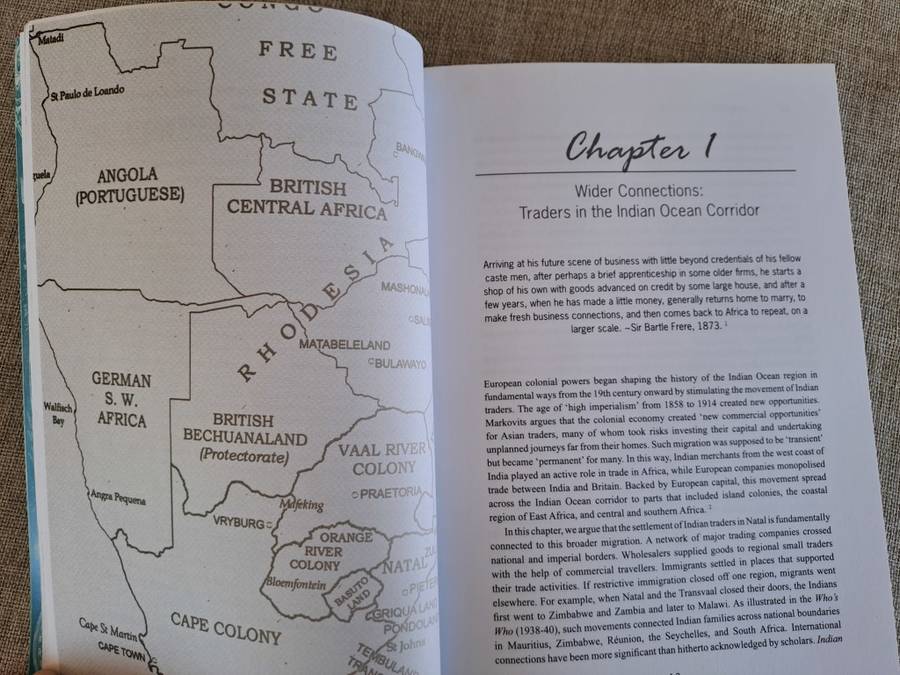 CONGO
FREE
STATE
Matadi
St Paulo de Loando
ANGOLA
(PORTUGUESE)
BRITISH
CENTRAL AFRICA
RHODESIA
MATABELELAND
BULAWAYO
GERMAN
S. W.
AFRICA
Walfisch
Bay
BRITISH
BECHUANALAND
(Protectorate)
VAAL RIVER
COLONY
PRAETORIA
Angra Pequena
Mafeking
VRYBURG
ORANGE
RIVER
COLONY
NATAL
Bloemfontein
BASUTO
LAND
CAPE COLONY
St Johns
Cape St Martin
CAPE TOWN
Chapter 1
Wider Connections:
Traders in the Indian Ocean Corridor
Arriving at his future scene of business with little beyond credentials of his fellow
caste men, after perhaps a brief apprenticeship in some older firms, he starts a
shop of his own with goods advanced on credit by some large house, and after a
few years, when he has made a little money, generally returns home to marry, to
make fresh business connections, and then comes back to Africa to repeat, on a
larger scale. ~Sir Bartle Frere, 1873. 1
European colonial powers began shaping the history of the Indian Ocean region in
fundamental ways from the 19th century onward by stimulating the movement of Indian
traders. The age of 'high imperialism' from 1858 to 1914 created new opportunities.
Markovits argues that the colonial economy created 'new commercial opportunities'
for Asian traders, many of whom took risks investing their capital and undertaking
unplanned journeys far from their homes. Such migration was supposed to be 'transient'
but became 'permanent' for many. In this way, Indian merchants from the west coast of
India played an active role in trade in Africa, while European companies monopolised
trade between India and Britain. Backed by European capital, this movement spread
across the Indian Ocean corridor to parts that included island colonies, the coastal
region of East Africa, and central and southern Africa. 2
In this chapter, we argue that the settlement of Indian traders in Natal is fundamentally
connected to this broader migration. A network of major trading companies crossed
national and imperial borders. Wholesalers supplied goods to regional small traders
with the help of commercial travellers. Immigrants settled in places that supported
their trade activities. If restrictive immigration closed off one region, migrants went
elsewhere. For example, when Natal and the Transvaal closed their doors, the Indians
first went to Zimbabwe and Zambia and later to Malawi. As illustrated in the Who's
Who (1938-40), such movements connected Indian families across national boundaries
in Mauritius, Zimbabwe, Réunion, the Seychelles, and South Africa. International
connections have been more significant than hitherto acknowledged by scholars. Indian